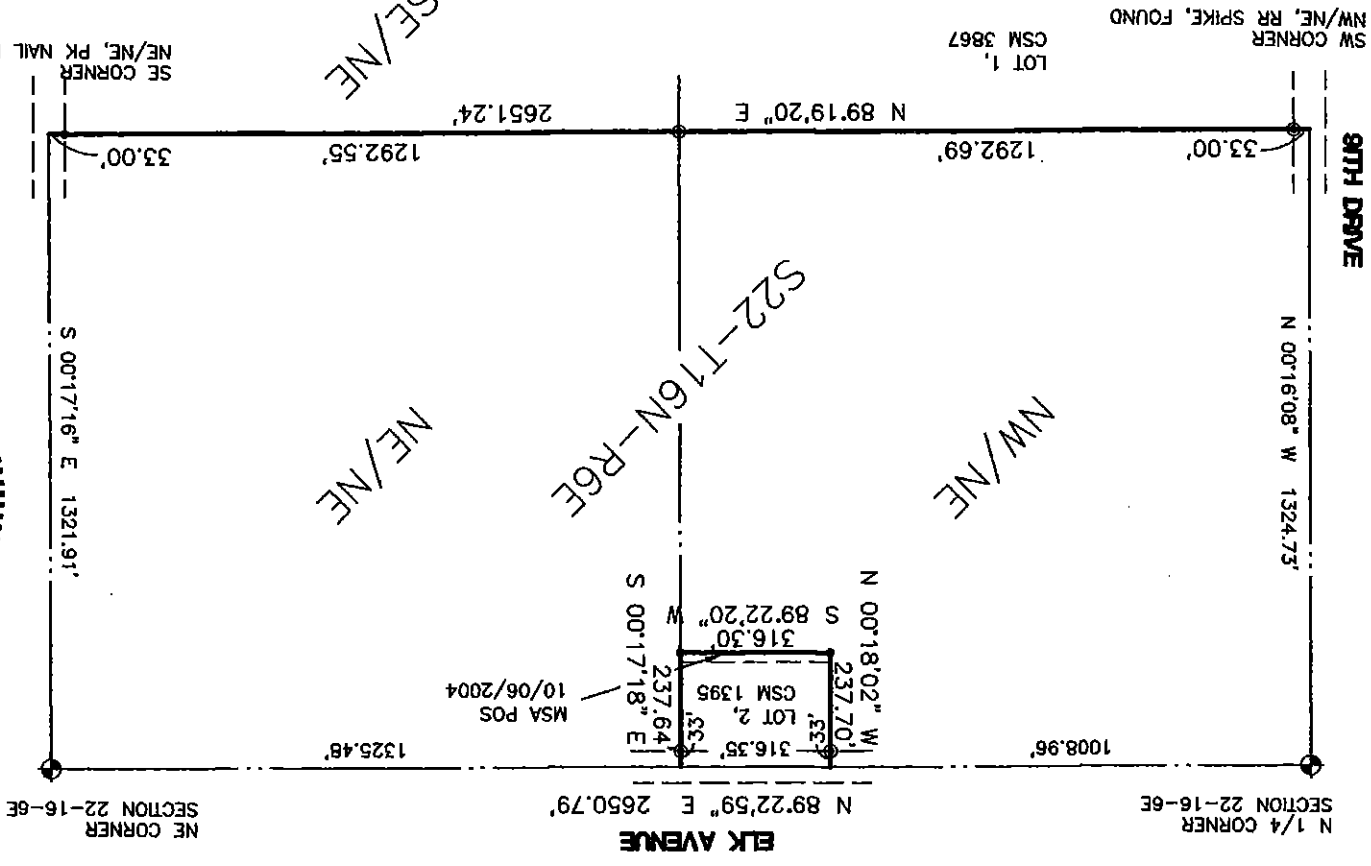 ELK AVENUE
N 1/4 CORNER
SECTION 22-16-6E
N 89°22'59" E 2650.79'
NE CORNER
SECTION 22-16-6E
1008.96'
316.35'
1325.48'
33'
33'
LOT 2,
CSM 1395
N 00°18'02" W
237.70'
237.64'
S 00°17'18" E
MSA POS
10/06/2004
316.30'
S 89°22'20" W
N 00°16'08" W 1324.73'
NW/NE
S22-T16N-R6E
NE/NE
S 00°17'16" E 1321.91'
DRIVE
33.00'
1292.69'
1292.55'
33.00'
N 89°19'20" E
2651.24'
SW CORNER
NW/NE, RR SPIKE, FOUND
LOT 1,
CSM 3867
SE/NE
SE CORNER
NE/NE, PK NAIL